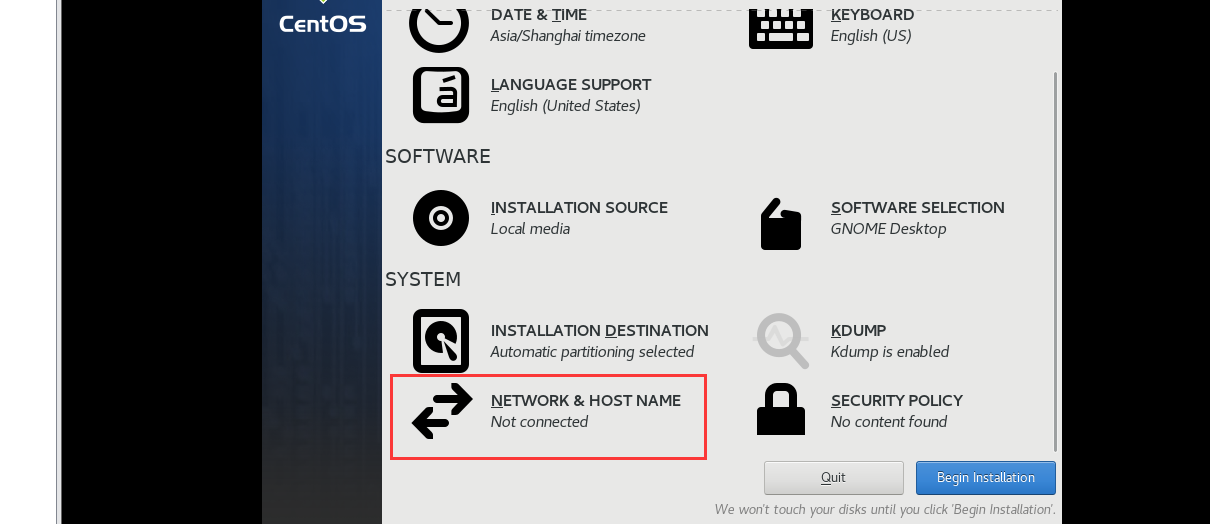 CentOS
DATE & TIME
Asia/Shanghai timezone
KEYBOARD
English (US)
LANGUAGE SUPPORT
English (United States)
SOFTWARE
INSTALLATION SOURCE
Local media
SOFTWARE SELECTION
GNOME Desktop
SYSTEM
INSTALLATION DESTINATION
Automatic partitioning selected
KDUMP
Kdump is enabled
NETWORK & HOST NAME
Not connected
SECURITY POLICY
No content found
Quit
Begin Installation
We won't touch your disks until you click 'Begin Installation'.